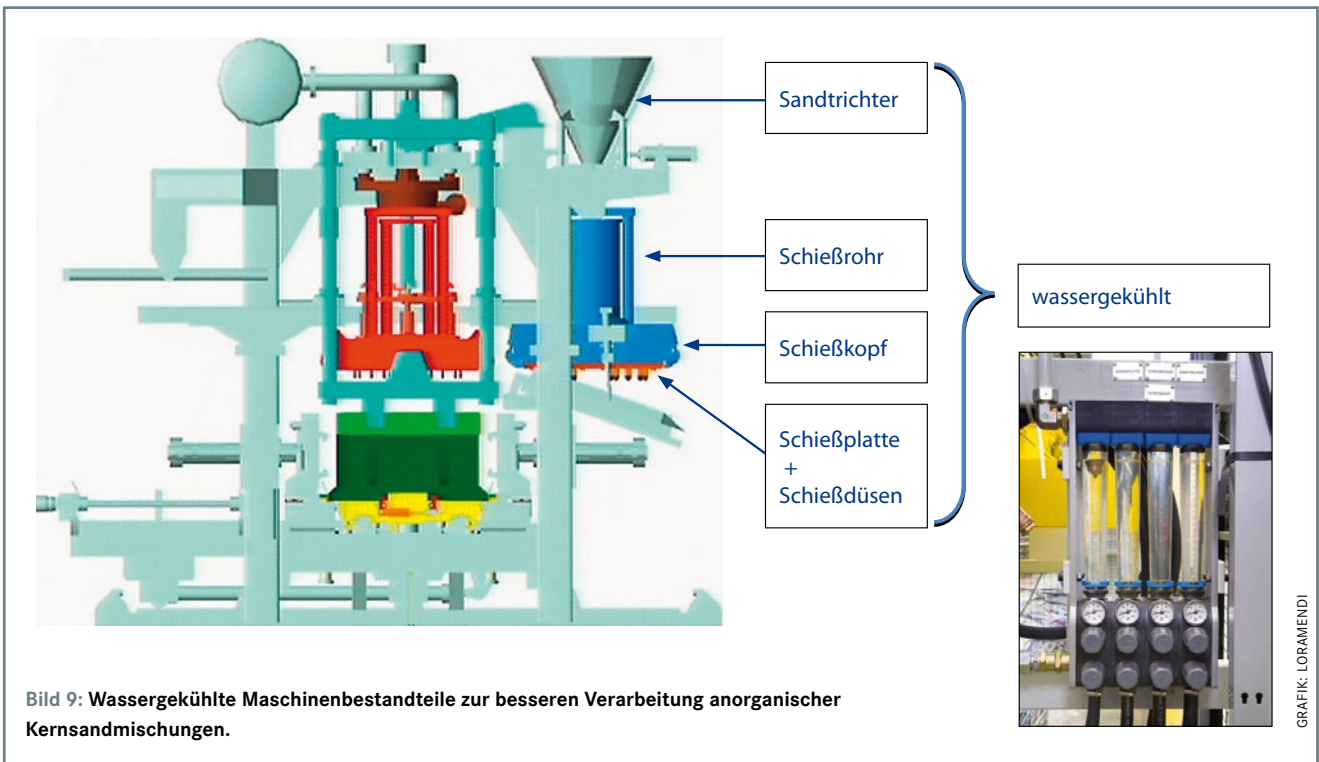 Sandtrichter
Schießrohr
Schießkopf
Schießplatte
+
Schießdüsen
wassergekühlt
GRAFIK: LORAMENDI
Bild 9: Wassergekühlte Maschinenbestandteile zur besseren Verarbeitung anorganischer
Kernsandmischungen.